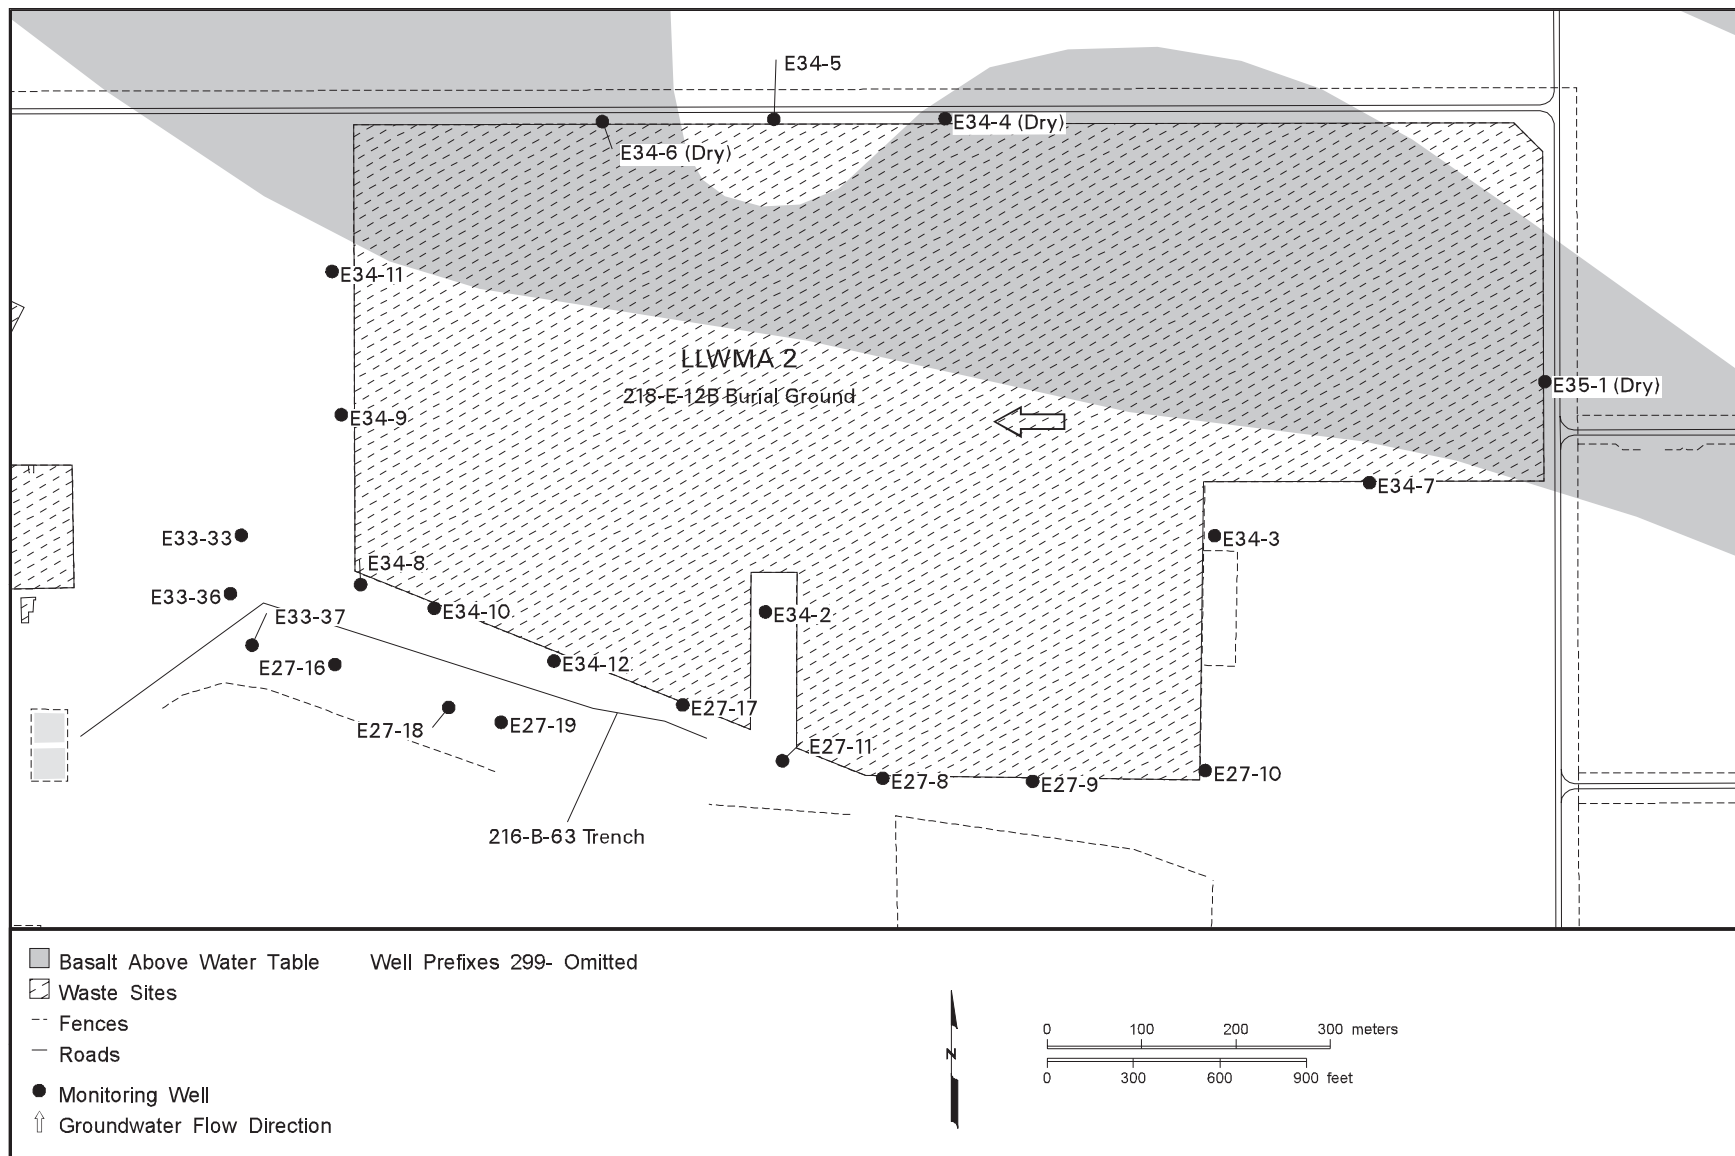 E34-5
E34-4 (Dry)
E34-6 (Dry)
E34-11
LLWMA 2
218-E-12B Burial Ground
E35-1 (Dry)
E34-9
E34-7
E33-33
E34-3
E34-8
E33-36
E34-10
E34-2
E33-37
E27-16
E34-12
E27-17
E27-18
E27-19
E27-11
E27-8
E27-9
E27-10
216-B-63 Trench
Basalt Above Water Table
Well Prefixes 299- Omitted
Waste Sites
Fences
Roads
Monitoring Well
Groundwater Flow Direction
N
0 100 200 300 meters
0 300 600 900 feet